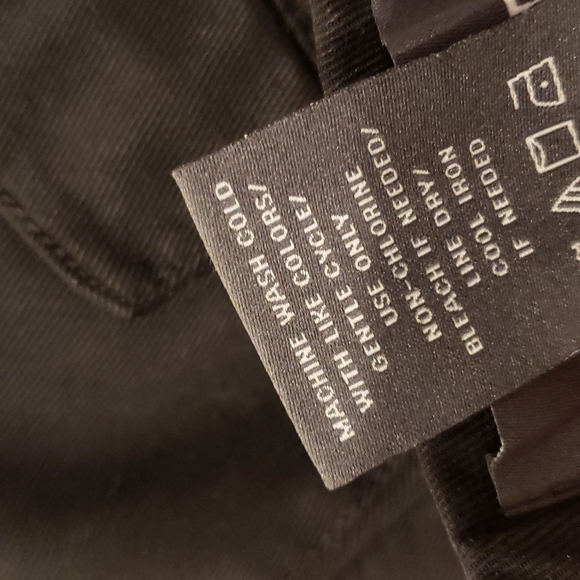 MACHINE WASH COLD
WITH LIKE COLORS/
GENTLE CYCLE/
USE ONLY
NON-CHLORINE
BLEACH IF NEEDED/
LINE DRY/
COOL IRON
IF NEEDED